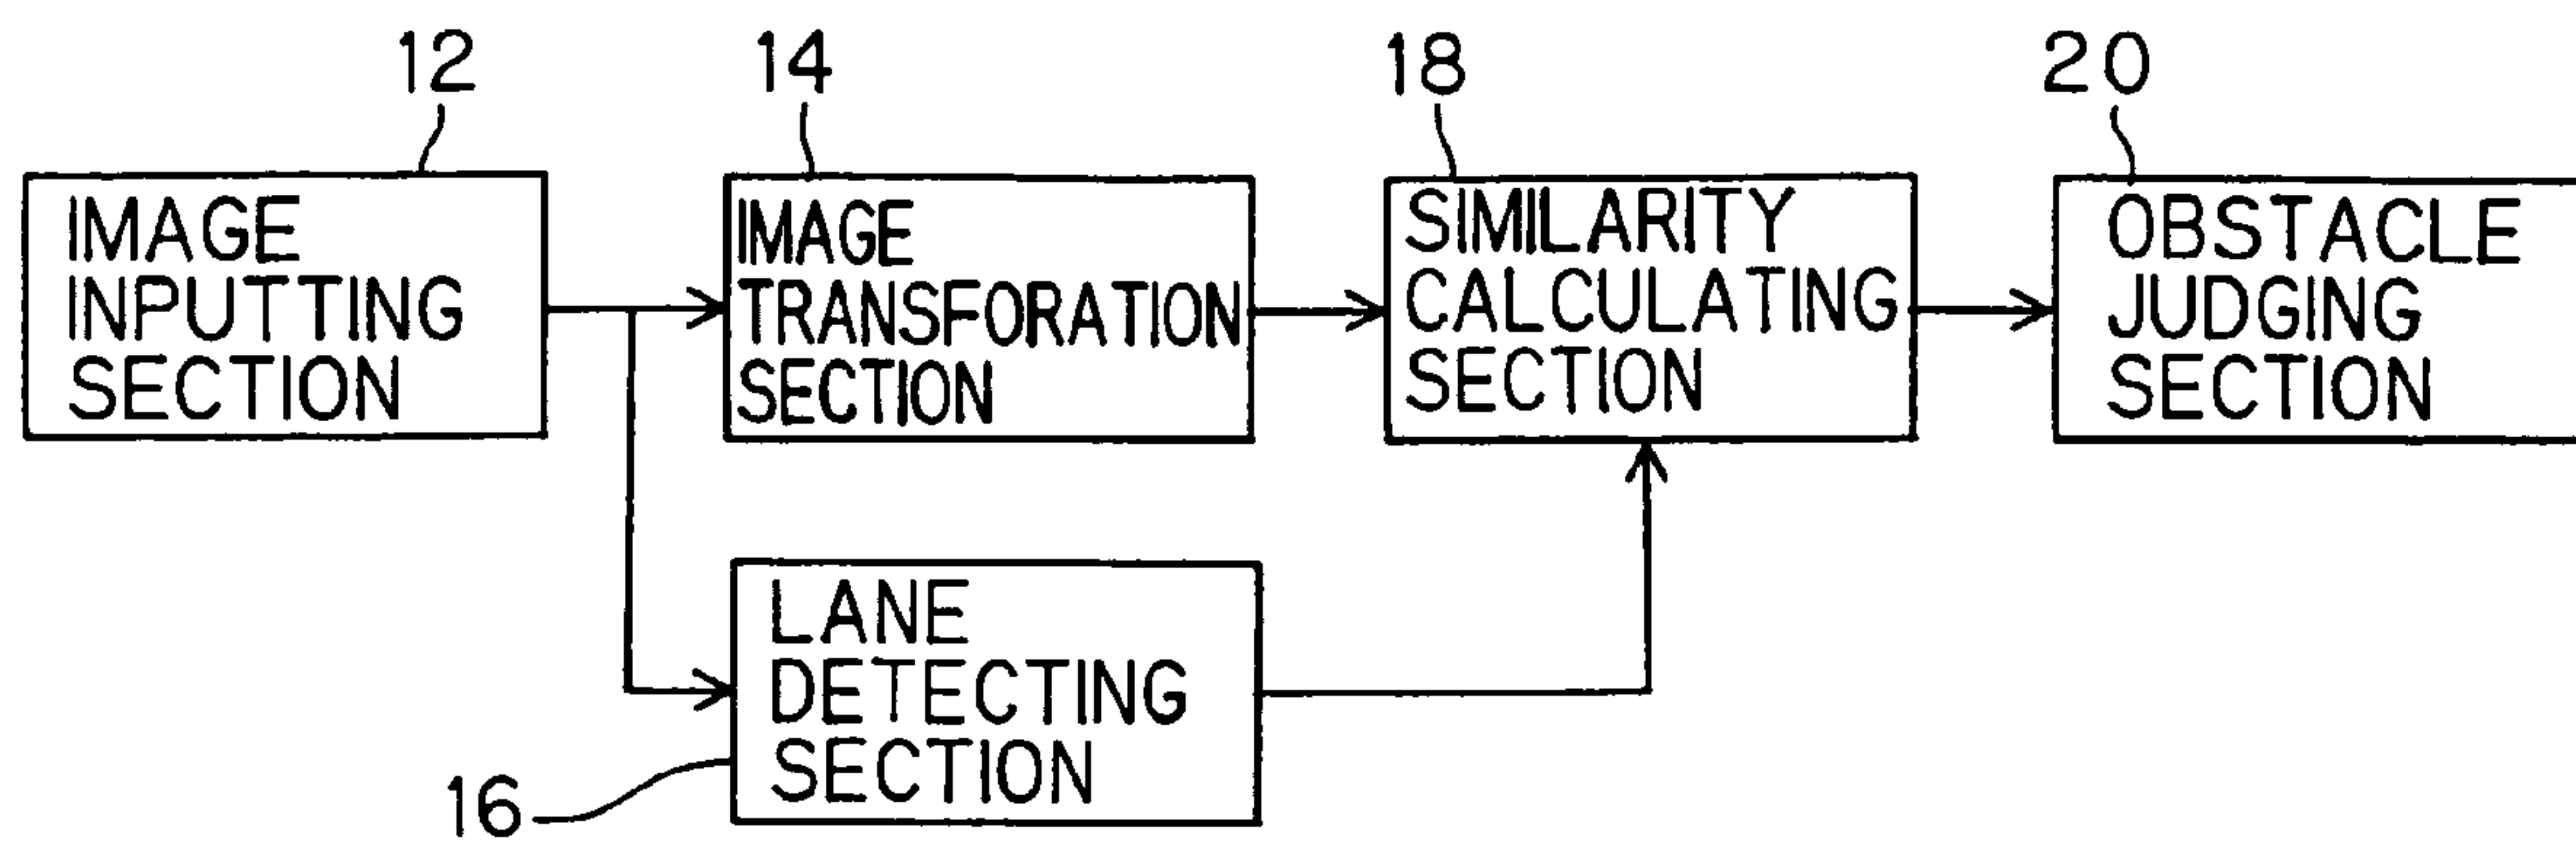 12
14
18
20
IMAGE
INPUTTING
SECTION
IMAGE
TRANSFORATION
SECTION
SIMILARITY
CALCULATING
SECTION
OBSTACLE
JUDGING
SECTION
LANE
DETECTING
SECTION
16